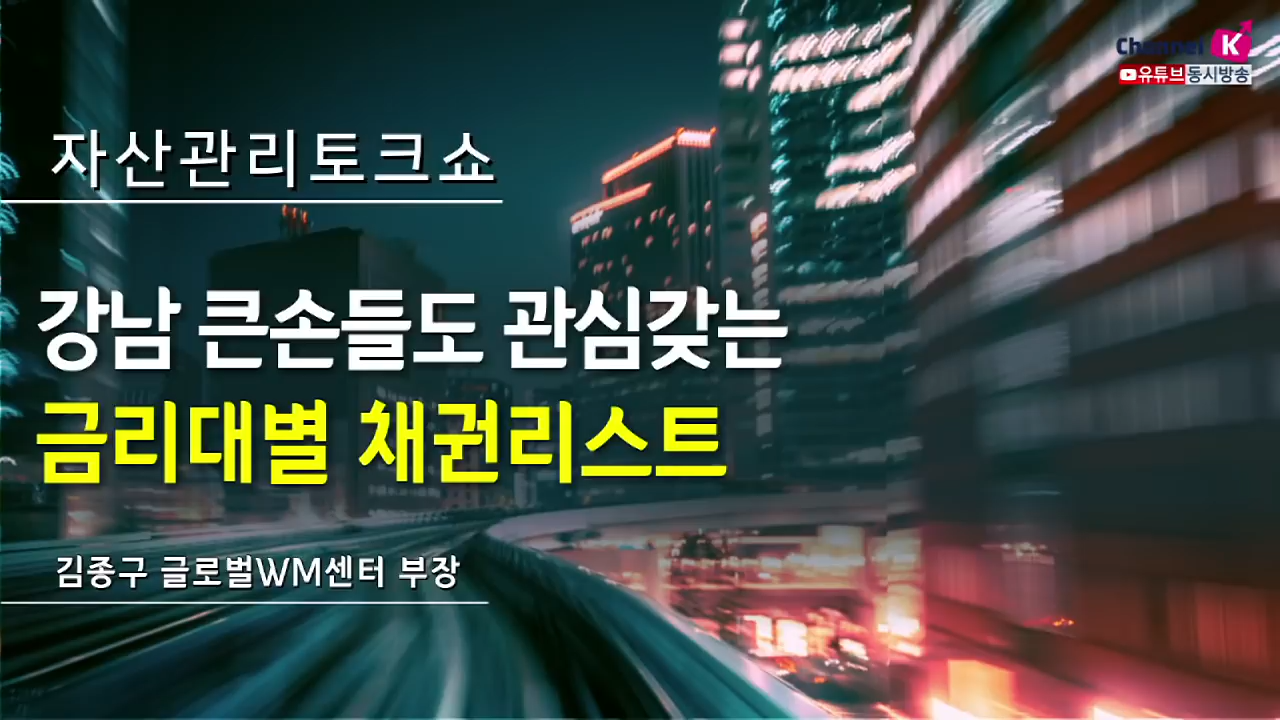 Channel K
유튜브동시방송
자산관리토크쇼
강남 큰손들도 관심갖는
금리대별 채권리스트
김종구 글로벌WM센터 부장